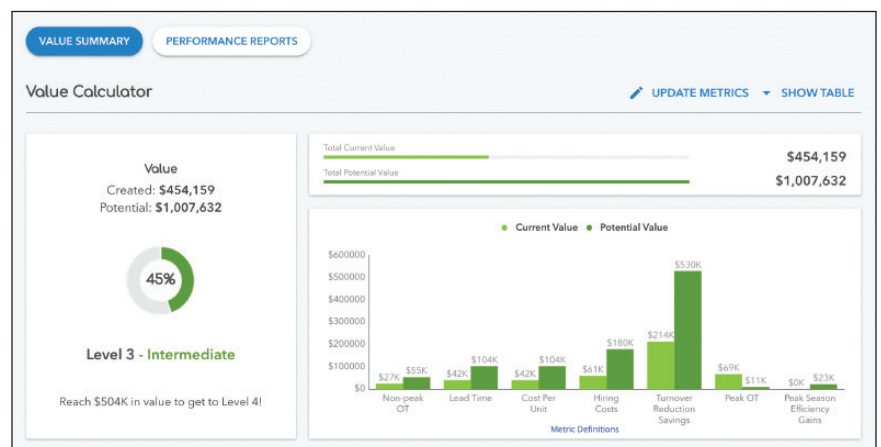 VALUE SUMMARY
PERFORMANCE REPORTS
Value Calculator
UPDATE METRICS
SHOW TABLE
Value
Created: $454,159
Potential: $1,007,632
45%
Level 3 - Intermediate
Reach $504K in value to get to Level 4!
Total Current Value
$454,159
Total Potential Value
$1,007,632
Current Value
Potential Value
$600000
$500000
$400000
$300000
$200000
$100000
$0
$27K
$55K
$42K
$104K
$42K
$104K
$61K
$180K
$214K
$530K
$69K
$11K
$0K
$23K
Non-peak
OT
Lead Time
Cost Per
Unit
Hiring
Costs
Turnover
Reduction
Savings
Peak OT
Peak Season
Efficiency
Gains
Metric Definitions